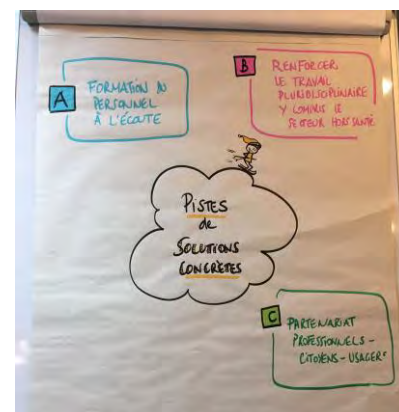 A
FORMATION DU
PERSONNEL
À L'ÉCOUTE
B
RENFORCER
LE TRAVAIL
PLURIDISCIPLINAIRE
Y COMPRIS LE
SECTEUR HORS SANTÉ
PISTES
de
SOLUTIONS
CONCRÈTES
C
PARTENARIAT
PROFESSIONNELS -
CITOYENS - USAGERS